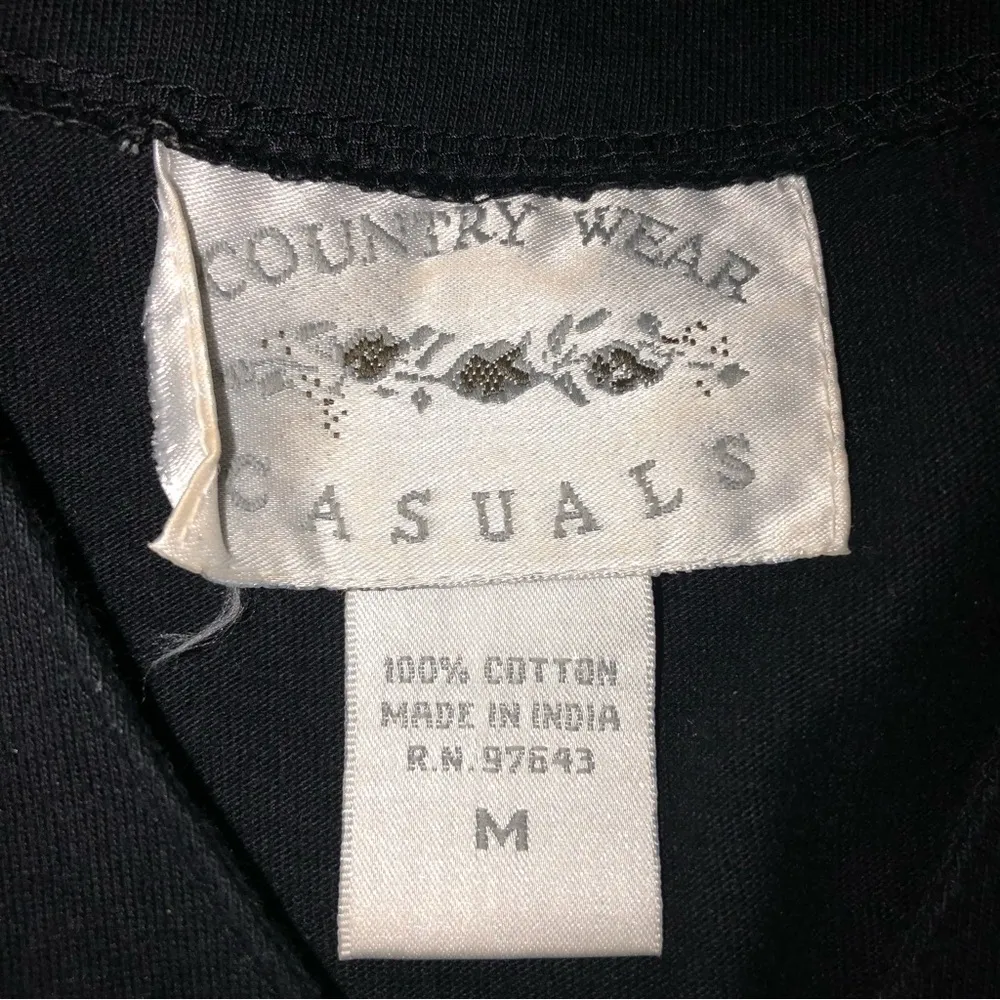 COUNTRY WEAR
CASUALS
100% COTTON
MADE IN INDIA
R.N. 97643
M